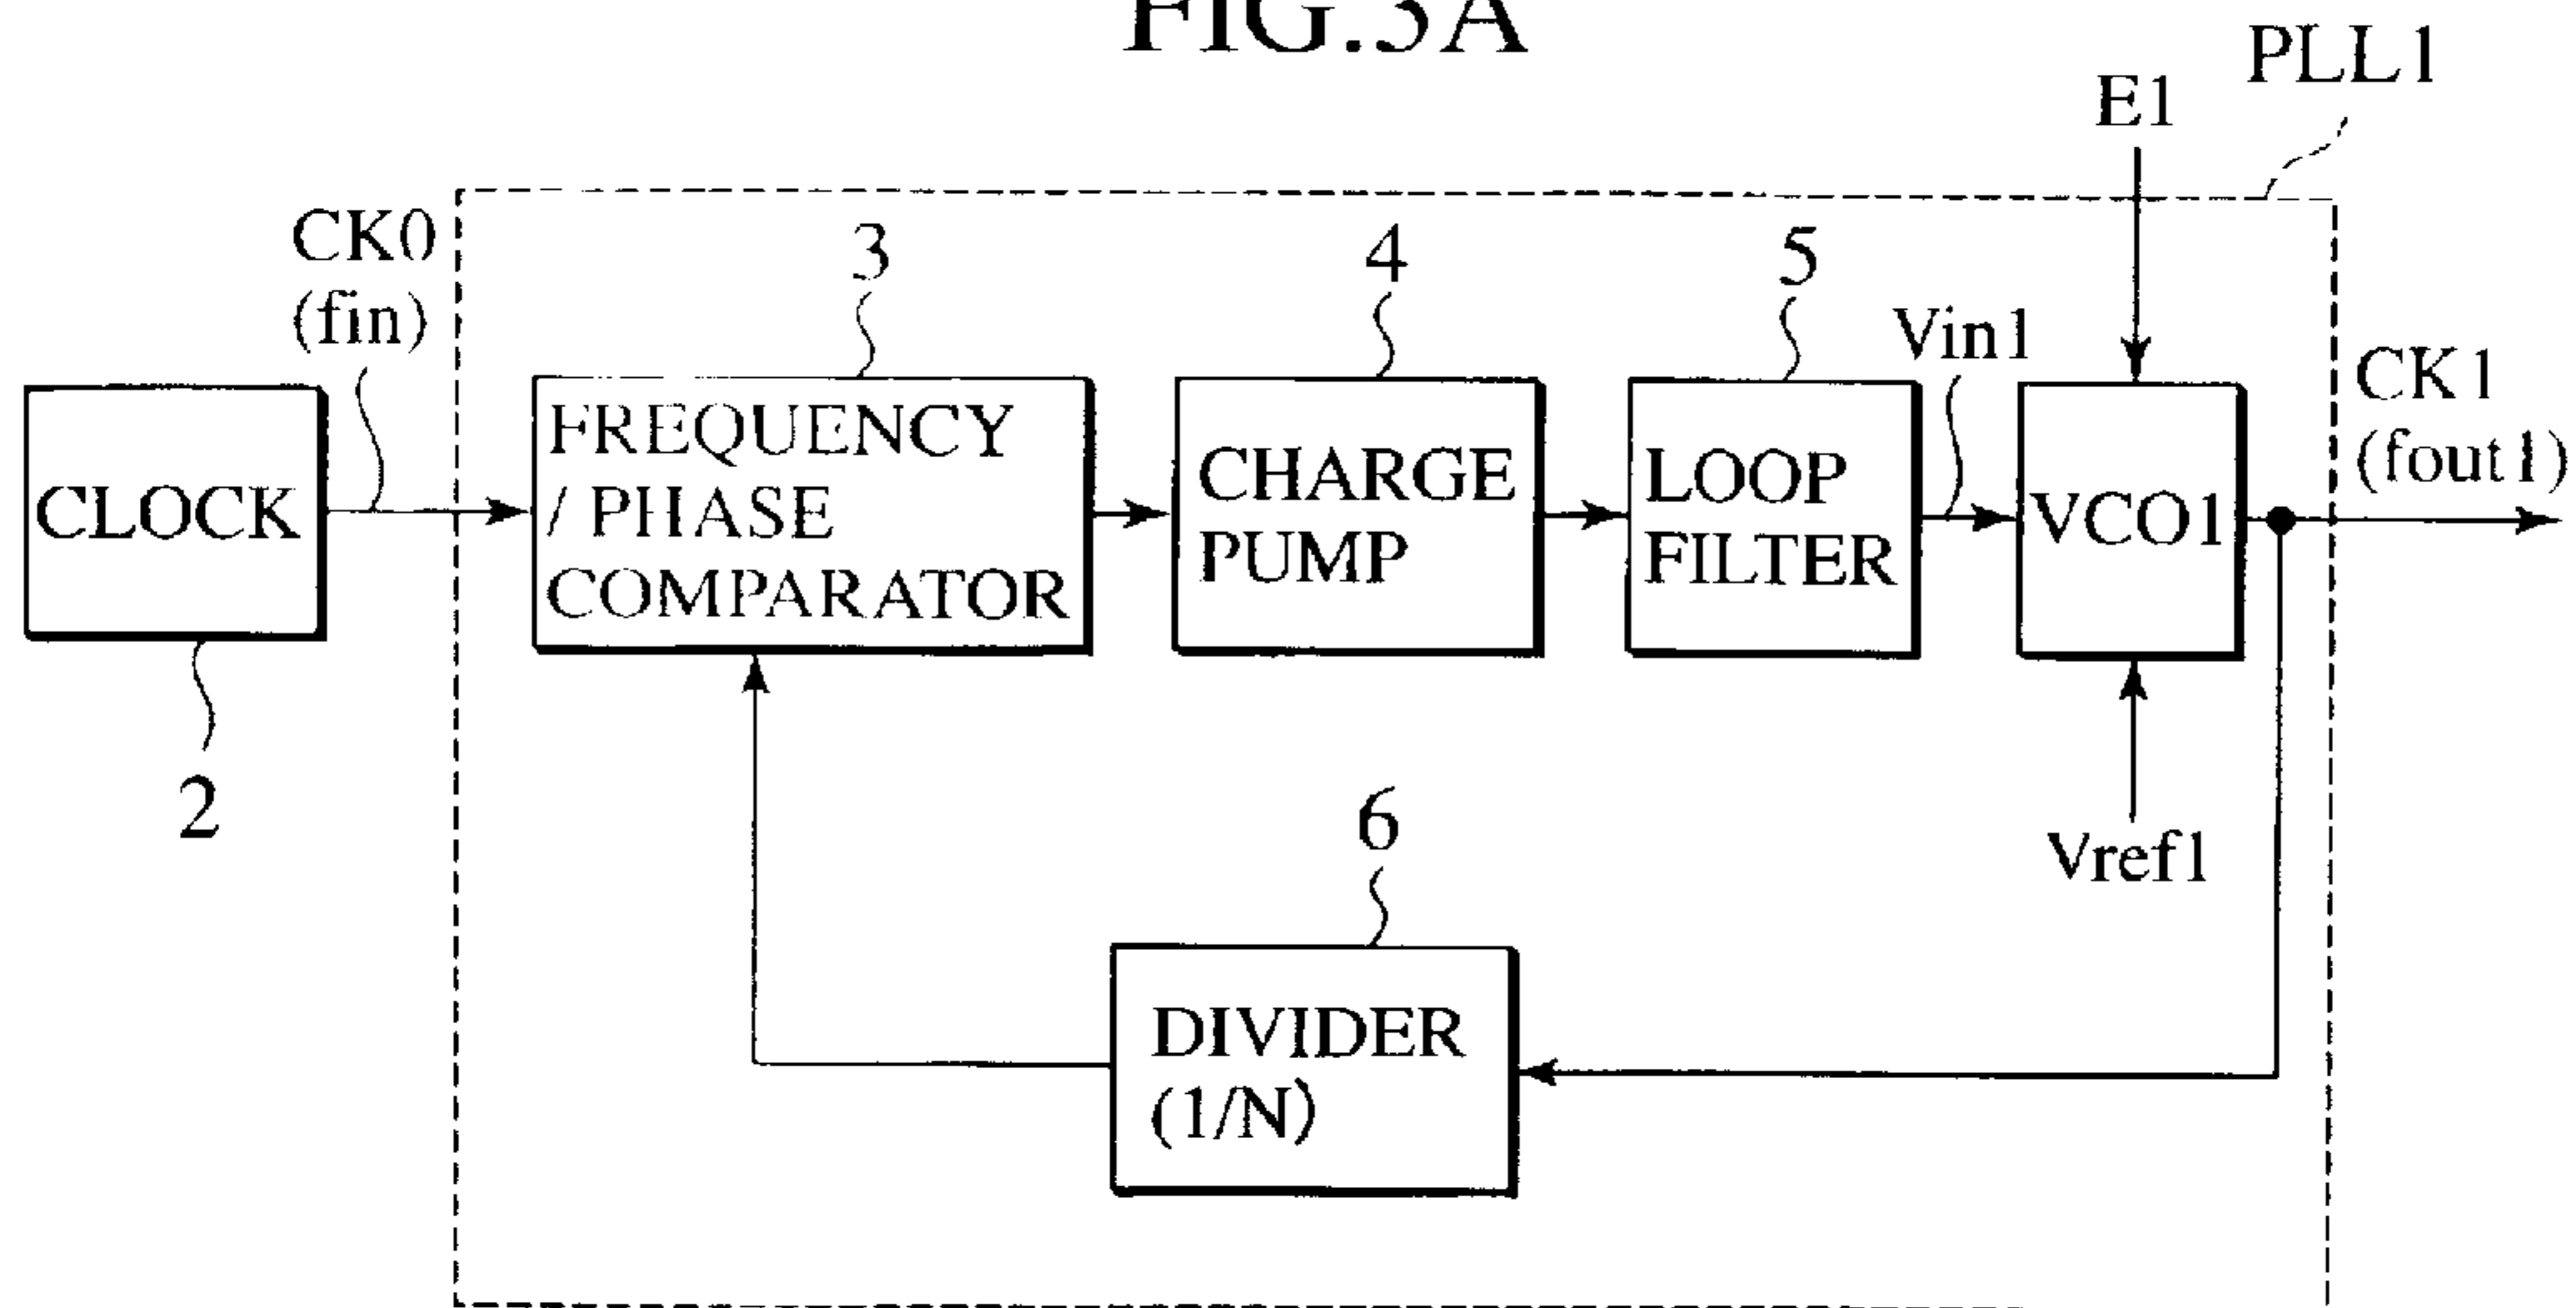 FIG.3A
PLL1
E1
CK0
(fin)
3
4
5
Vin1
CK1
(fout1)
CLOCK
FREQUENCY
/ PHASE
COMPARATOR
CHARGE
PUMP
LOOP
FILTER
VCO1
2
6
Vref1
DIVIDER
(1/N)